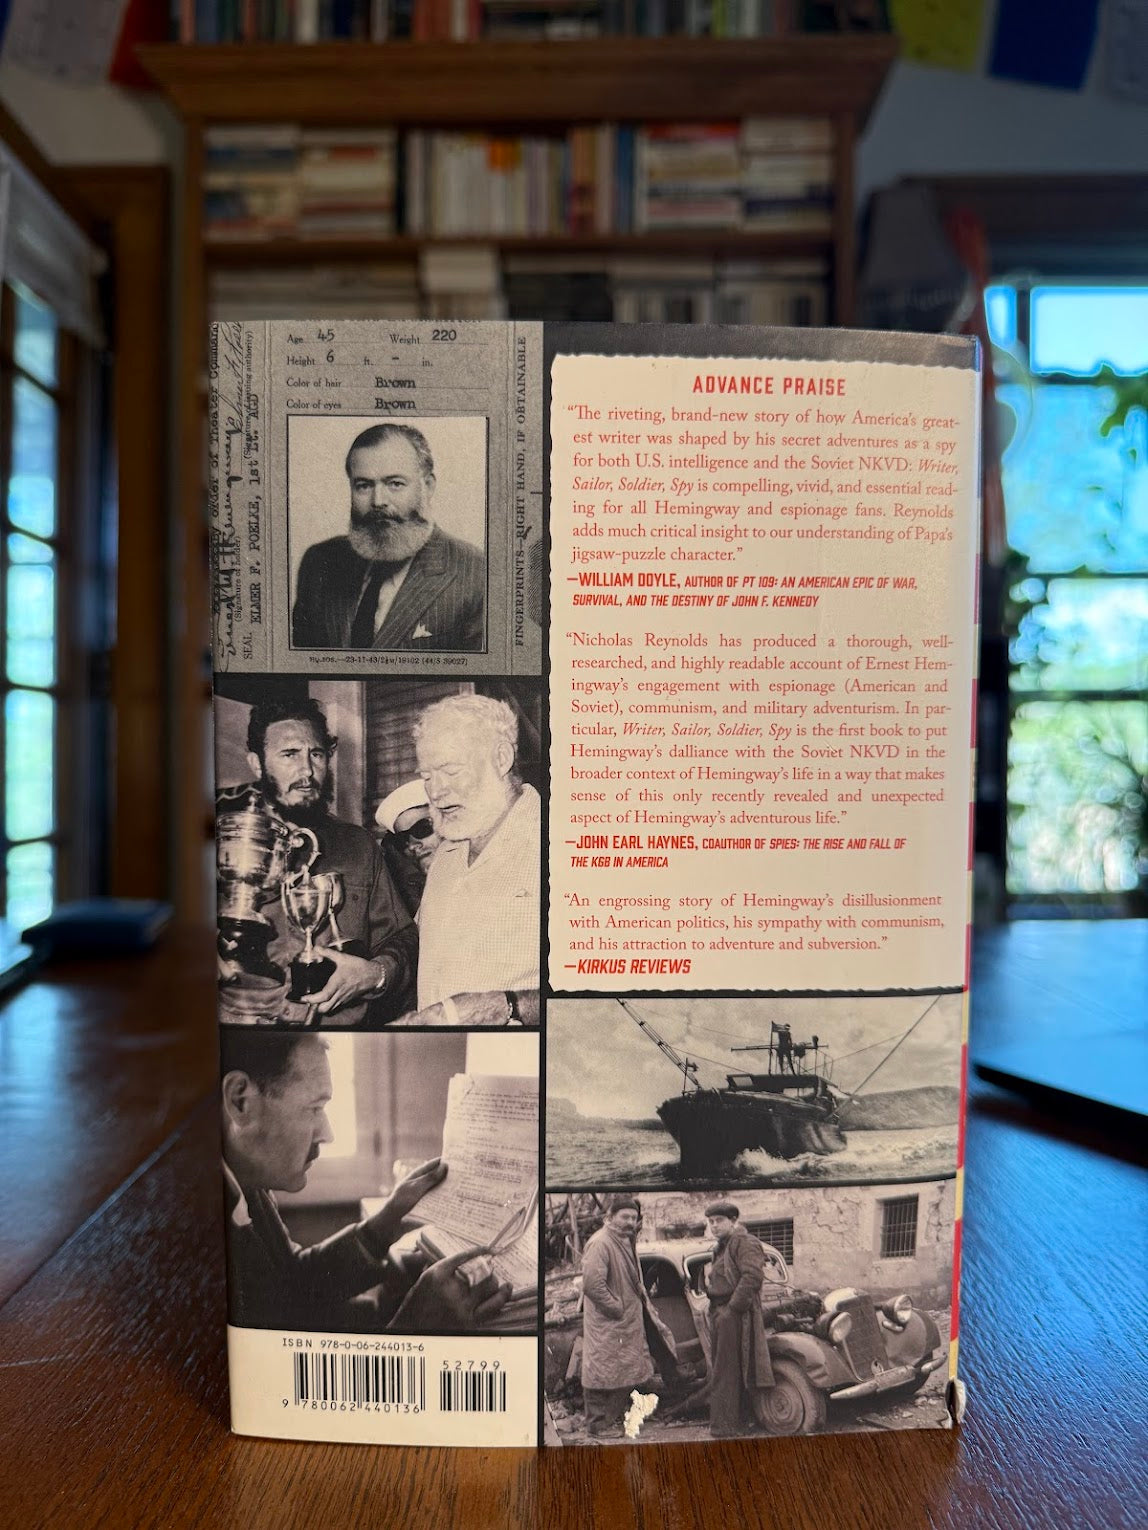 Age 45 Weight 220
Height 6 ft. - in.
Color of hair Brown
Color of eyes Brown
(Signature of issuing authority)
ELMER F. POELKE, 1st Lt. AGD
SEAL
FINGERPRINTS—RIGHT HAND, IF OBTAINABLE
ADVANCE PRAISE
“The riveting, brand-new story of how America’s great-
est writer was shaped by his secret adventures as a spy
for both U.S. intelligence and the Soviet NKVD: Writer,
Sailor, Soldier, Spy is compelling, vivid, and essential read-
ing for all Hemingway and espionage fans. Reynolds
adds much critical insight to our understanding of Papa’s
jigsaw-puzzle character.”
—WILLIAM DOYLE, AUTHOR OF PT 109: AN AMERICAN EPIC OF WAR,
SURVIVAL, AND THE DESTINY OF JOHN F. KENNEDY
“Nicholas Reynolds has produced a thorough, well-
researched, and highly readable account of Ernest Hem-
ingway’s engagement with espionage (American and
Soviet), communism, and military adventurism. In par-
ticular, Writer, Sailor, Soldier, Spy is the first book to put
Hemingway’s dalliance with the Soviet NKVD in the
broader context of Hemingway’s life in a way that makes
sense of this only recently revealed and unexpected
aspect of Hemingway’s adventurous life.”
—JOHN EARL HAYNES, COAUTHOR OF SPIES: THE RISE AND FALL OF
THE KGB IN AMERICA
“An engrossing story of Hemingway’s disillusionment
with American politics, his sympathy with communism,
and his attraction to adventure and subversion.”
—KIRKUS REVIEWS
ISBN 978-0-06-244013-6
52799
9 780062 440136